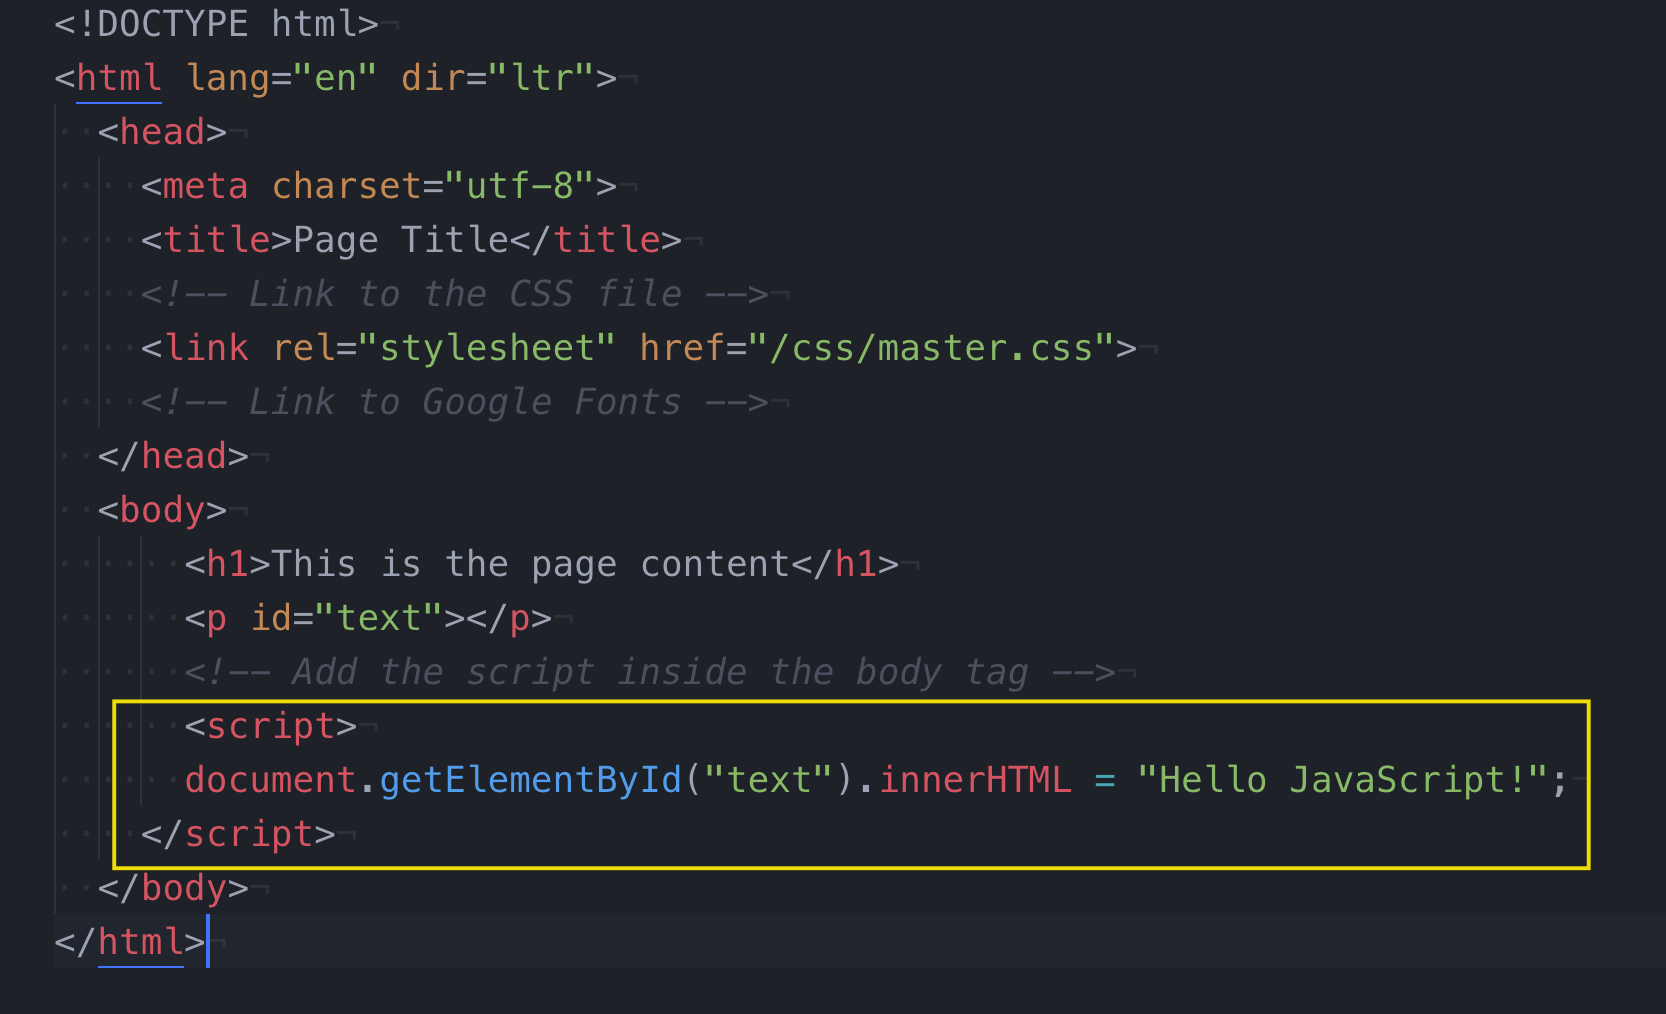 <!DOCTYPE html>
<html lang="en" dir="ltr">
  <head>
    <meta charset="utf-8">
    <title>Page Title</title>
    <!-- Link to the CSS file -->
    <link rel="stylesheet" href="/css/master.css">
    <!-- Link to Google Fonts -->
  </head>
  <body>
      <h1>This is the page content</h1>
      <p id="text"></p>
      <!-- Add the script inside the body tag -->
      <script>
      document.getElementById("text").innerHTML = "Hello JavaScript!";
    </script>
  </body>
</html>